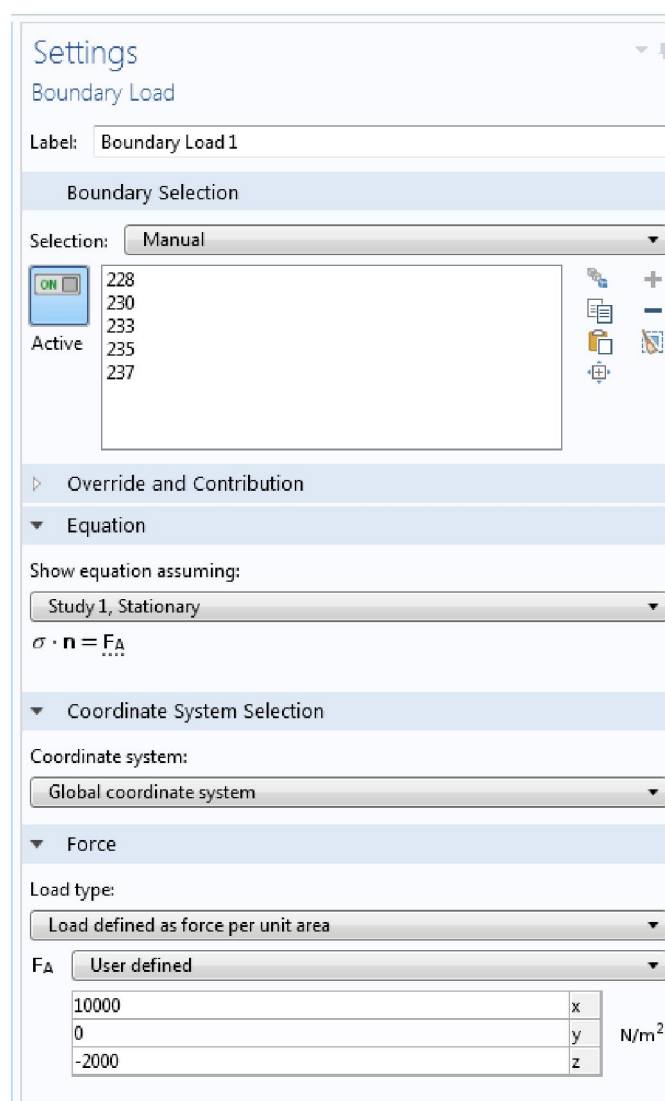 Settings
Boundary Load
Label: Boundary Load 1
Boundary Selection
Selection: Manual
ON
Active
228
230
233
235
237
Override and Contribution
Equation
Show equation assuming:
Study 1, Stationary
σ · n = FA
Coordinate System Selection
Coordinate system:
Global coordinate system
Force
Load type:
Load defined as force per unit area
FA User defined
10000 x
0 y N/m²
-2000 z